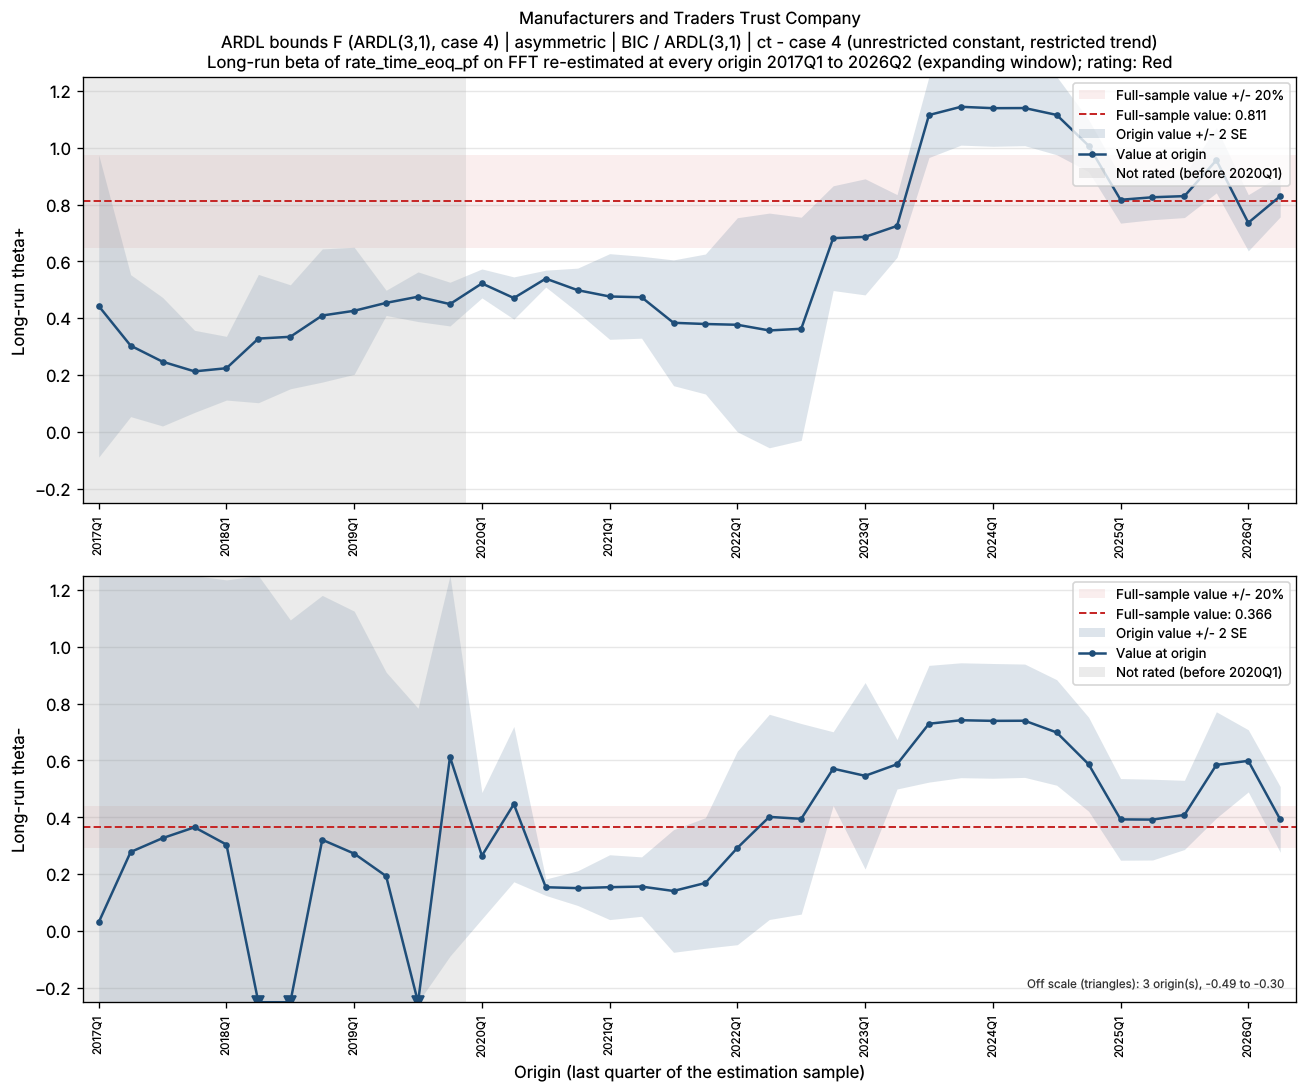 Manufacturers and Traders Trust Company
ARDL bounds F (ARDL(3,1), case 4) | asymmetric | BIC / ARDL(3,1) | ct - case 4 (unrestricted constant, restricted trend)
Long-run beta of rate_time_eoq_pf on FFT re-estimated at every origin 2017Q1 to 2026Q2 (expanding window); rating: Red
Long-run theta+
1.2
1.0
0.8
0.6
0.4
0.2
0.0
−0.2
Full-sample value +/- 20%
Full-sample value: 0.811
Origin value +/- 2 SE
Value at origin
Not rated (before 2020Q1)
2017Q1
2018Q1
2019Q1
2020Q1
2021Q1
2022Q1
2023Q1
2024Q1
2025Q1
2026Q1
Long-run theta-
1.2
1.0
0.8
0.6
0.4
0.2
0.0
−0.2
Full-sample value +/- 20%
Full-sample value: 0.366
Origin value +/- 2 SE
Value at origin
Not rated (before 2020Q1)
Off scale (triangles): 3 origin(s), -0.49 to -0.30
2017Q1
2018Q1
2019Q1
2020Q1
2021Q1
2022Q1
2023Q1
2024Q1
2025Q1
2026Q1
Origin (last quarter of the estimation sample)